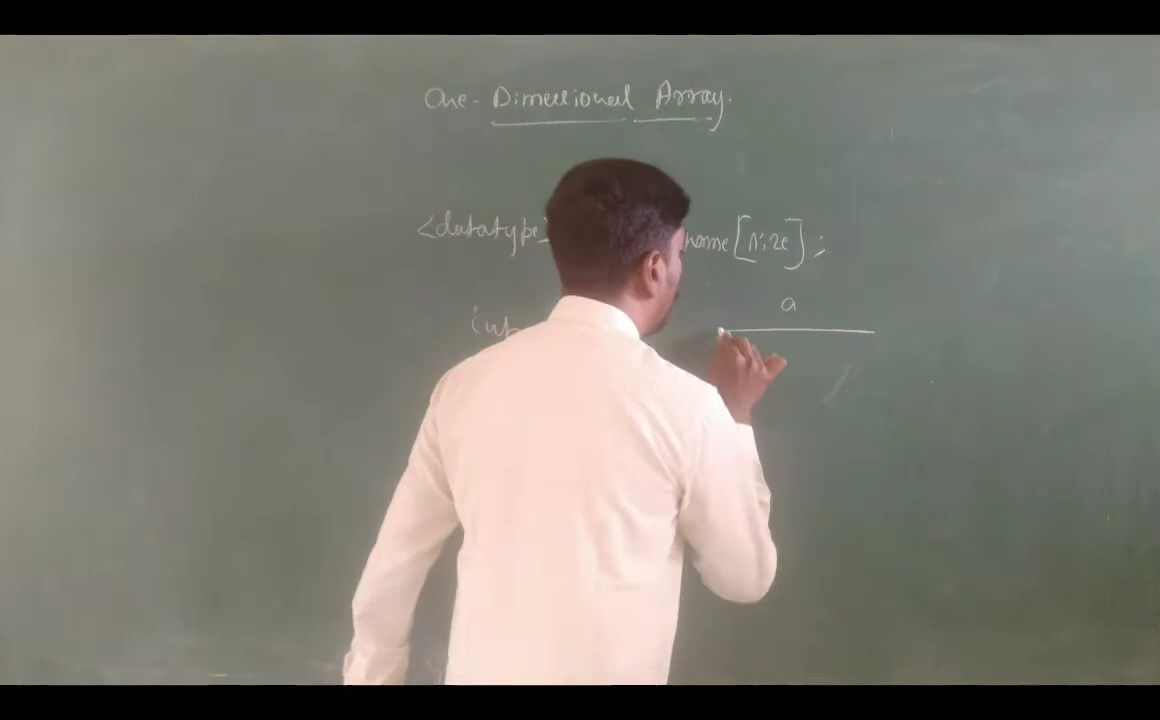 One-Dimensional Array.
<datatype> name[size];
a
int